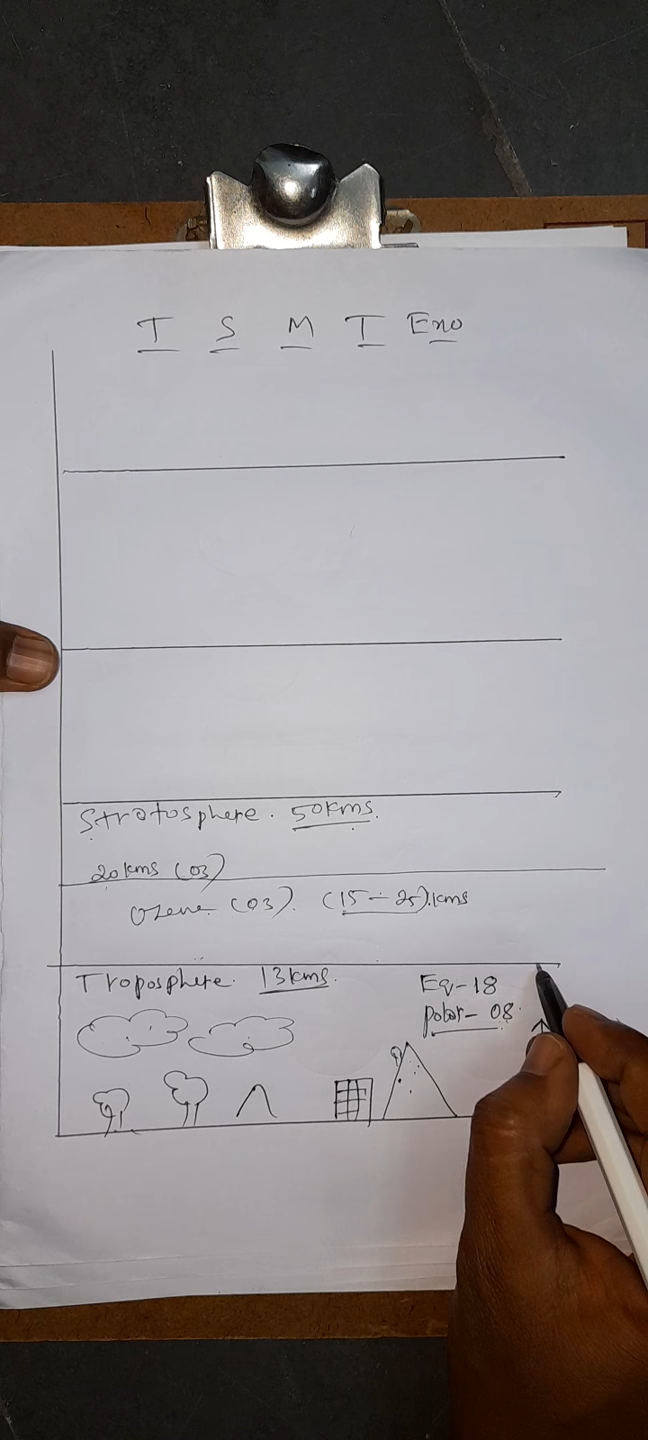 T S M T Exo
Stratosphere. 50kms.
20kms (O3)
Ozone (O3). (15-25).kms
Troposphere. 13kms.
Eq-18
polar- 08.